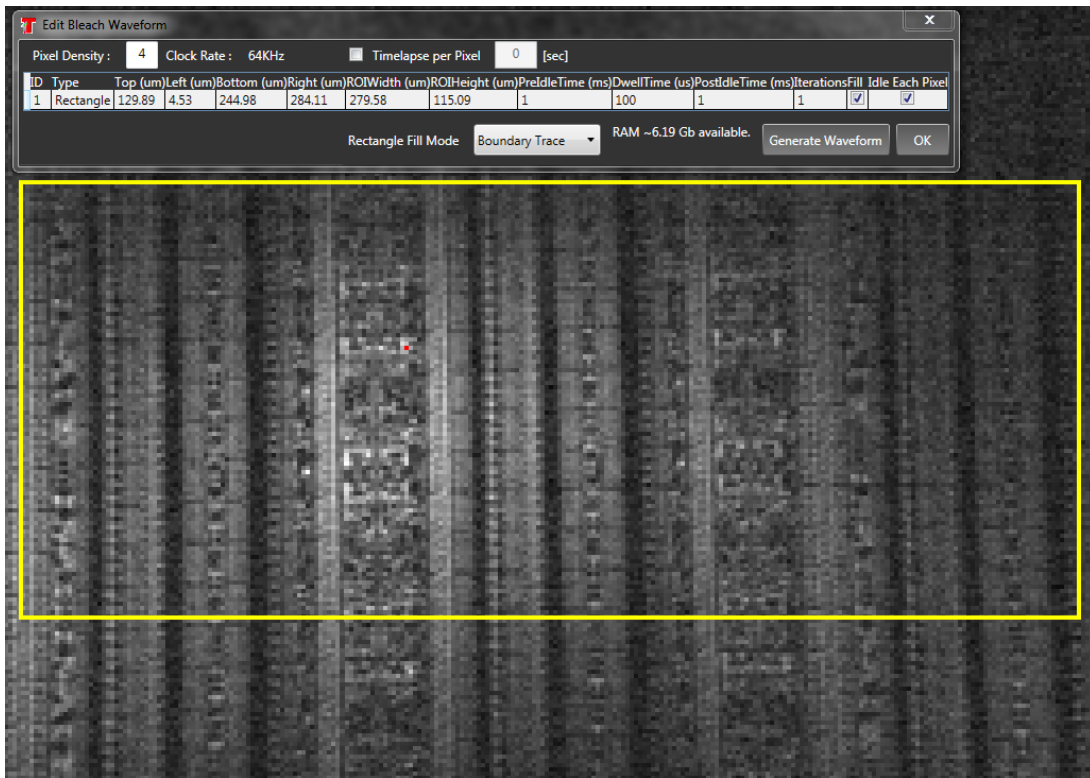 Edit Bleach Waveform X
Pixel Density : 4 Clock Rate : 64KHz Timelapse per Pixel 0 [sec]
ID Type Top (um) Left (um) Bottom (um) Right (um) ROIWidth (um) ROIHeight (um) PreIdleTime (ms) DwellTime (us) PostIdleTime (ms) Iterations Fill Idle Each Pixel
1 Rectangle 129.89 4.53 244.98 284.11 279.58 115.09 1 100 1 1
Rectangle Fill Mode Boundary Trace RAM ~6.19 Gb available. Generate Waveform OK